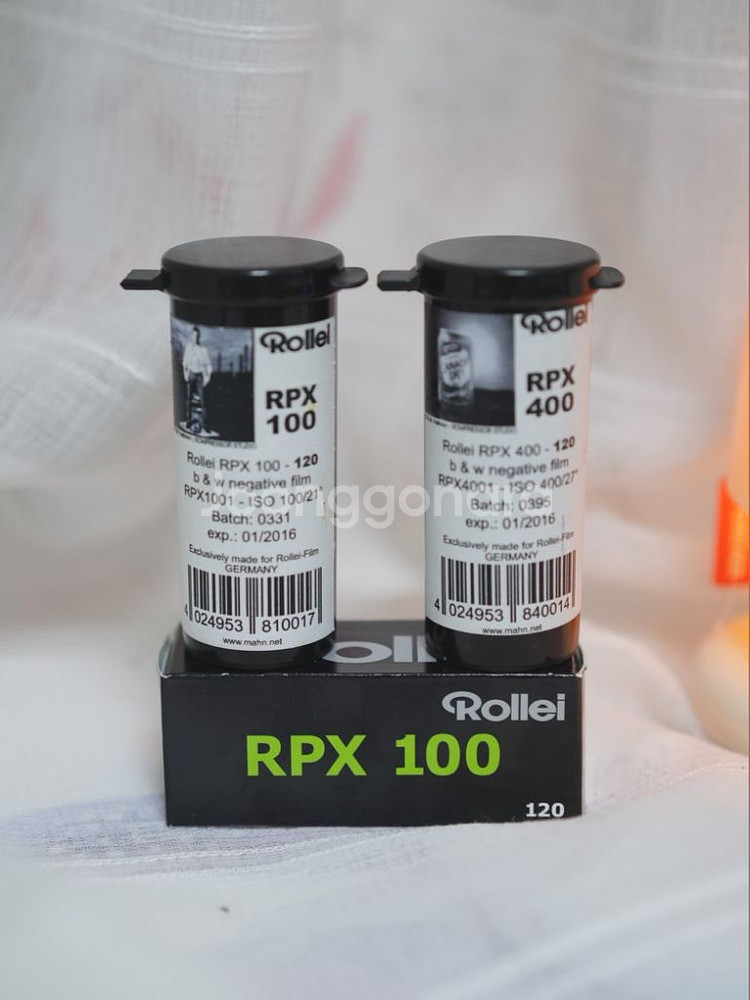 Rollei
RPX
100
Rollei RPX 100 - 120
b & w negative film
RPX1001 - ISO 100/21°
Batch: 0331
exp.: 01/2016
Exclusively made for Rollei-Film
GERMANY
4 024953 810017
www.mahn.net
Rollei
RPX
400
Rollei RPX 400 - 120
b & w negative film
RPX4001 - ISO 400/27°
Batch: 0395
exp.: 01/2016
Exclusively made for Rollei-Film
GERMANY
4 024953 840014
www.mahn.net
joonggonara
Rollei
RPX 100
120